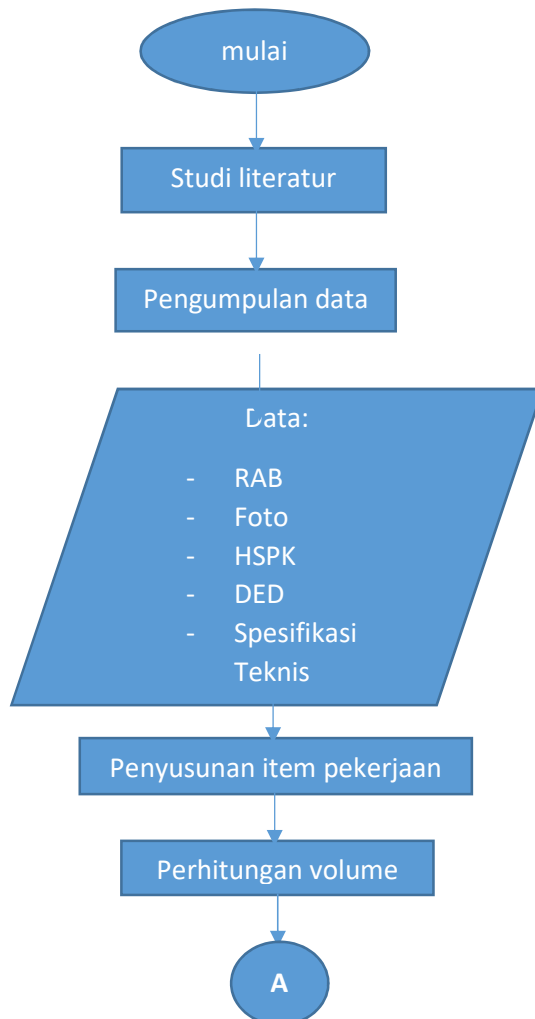 mulai
Studi literatur
Pengumpulan data
Data:
- RAB
- Foto
- HSPK
- DED
- Spesifikasi
Teknis
Penyusunan item pekerjaan
Perhitungan volume
A